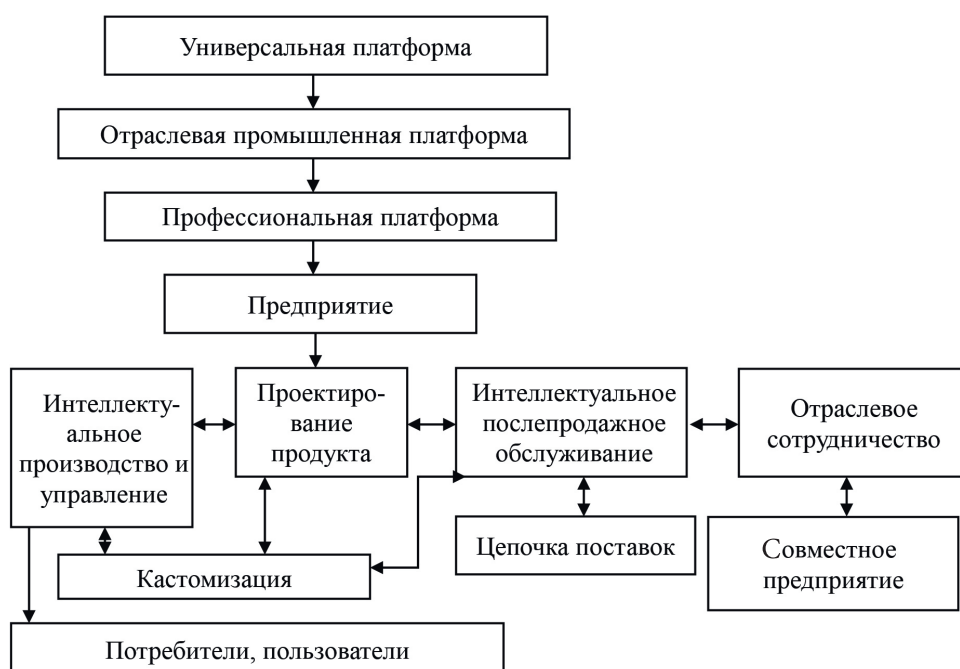 Универсальная платформа
Отраслевая промышленная платформа
Профессиональная платформа
Предприятие
Интеллекту-
альное
производство и
управление
Проектиро-
вание
продукта
Интеллектуальное
послепродажное
обслуживание
Отраслевое
сотрудничество
Кастомизация
Цепочка поставок
Совместное
предприятие
Потребители, пользователи